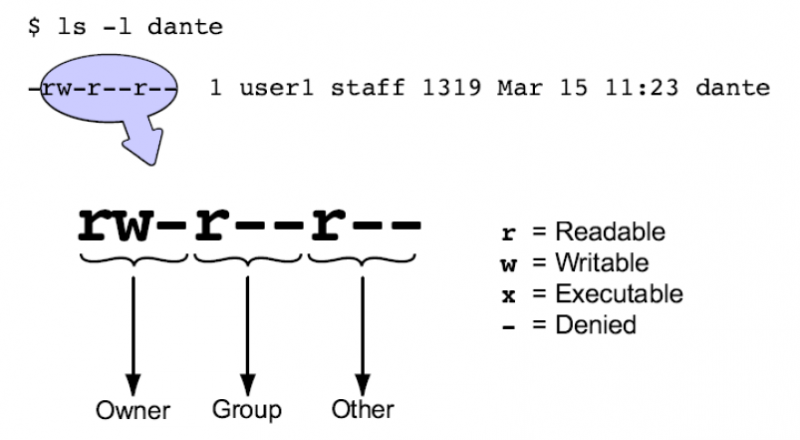 $ ls -l dante
-rw-r--r-- 1 user1 staff 1319 Mar 15 11:23 dante
rw-r--r--
r = Readable
w = Writable
x = Executable
- = Denied
Owner Group Other